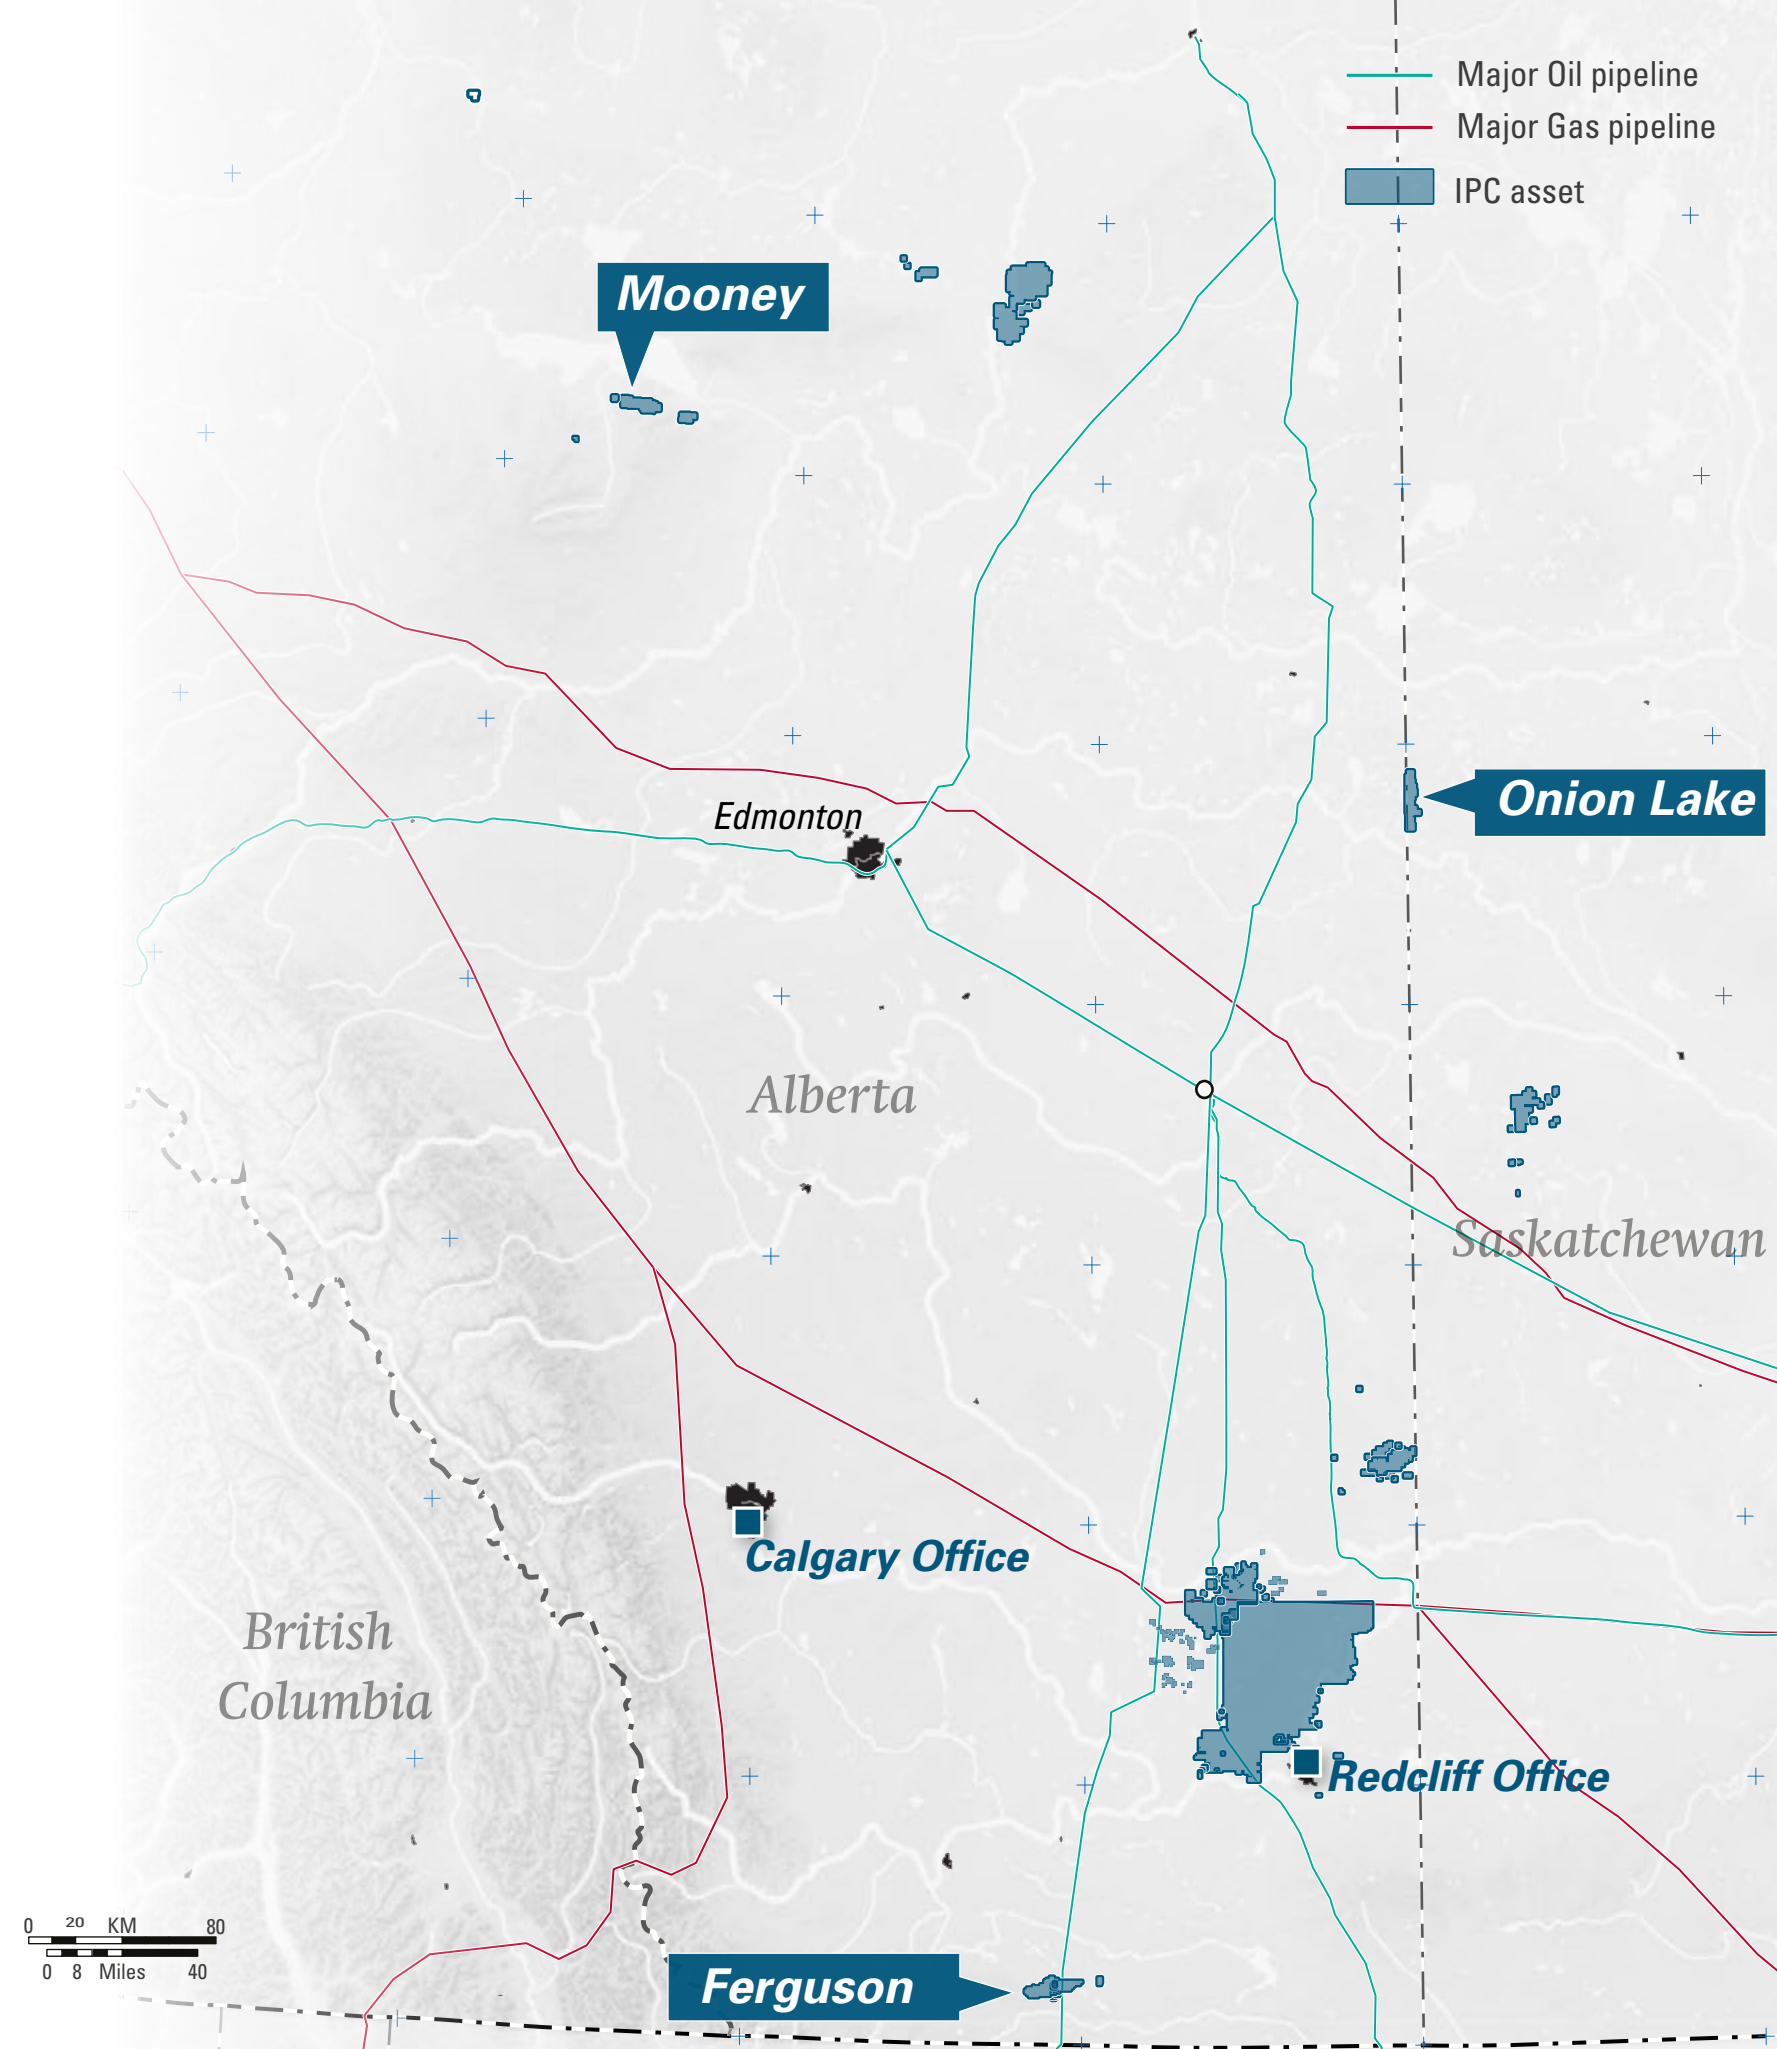 Major Oil pipeline
Major Gas pipeline
IPC asset
Mooney
Onion Lake
Edmonton
Alberta
Saskatchewan
Calgary Office
British
Columbia
Redcliff Office
0 20 KM 80
0 8 Miles 40
Ferguson